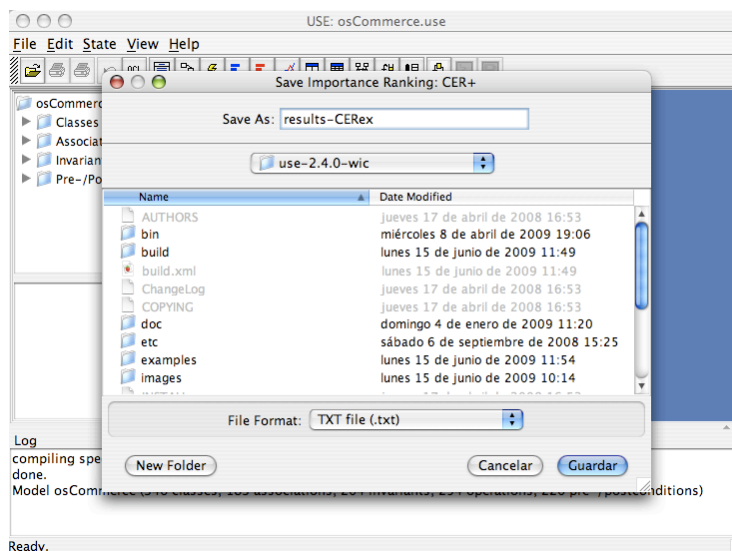 USE: osCommerce.use
File Edit State View Help
Save Importance Ranking: CER+
Save As: results-CERex
use-2.4.0-wic
osCommerc
Classes
Associat
Invarian
Pre-/Po
Name Date Modified
AUTHORS jueves 17 de abril de 2008 16:53
bin miércoles 8 de abril de 2009 19:06
build lunes 15 de junio de 2009 11:49
build.xml lunes 15 de junio de 2009 11:49
ChangeLog jueves 17 de abril de 2008 16:53
COPYING jueves 17 de abril de 2008 16:53
doc domingo 4 de enero de 2009 11:20
etc sábado 6 de septiembre de 2008 15:25
examples lunes 15 de junio de 2009 11:54
images lunes 15 de junio de 2009 10:14
File Format: TXT file (.txt)
New Folder Cancelar Guardar
Log
compiling spe
done.
Model osComm nditions)
Ready.